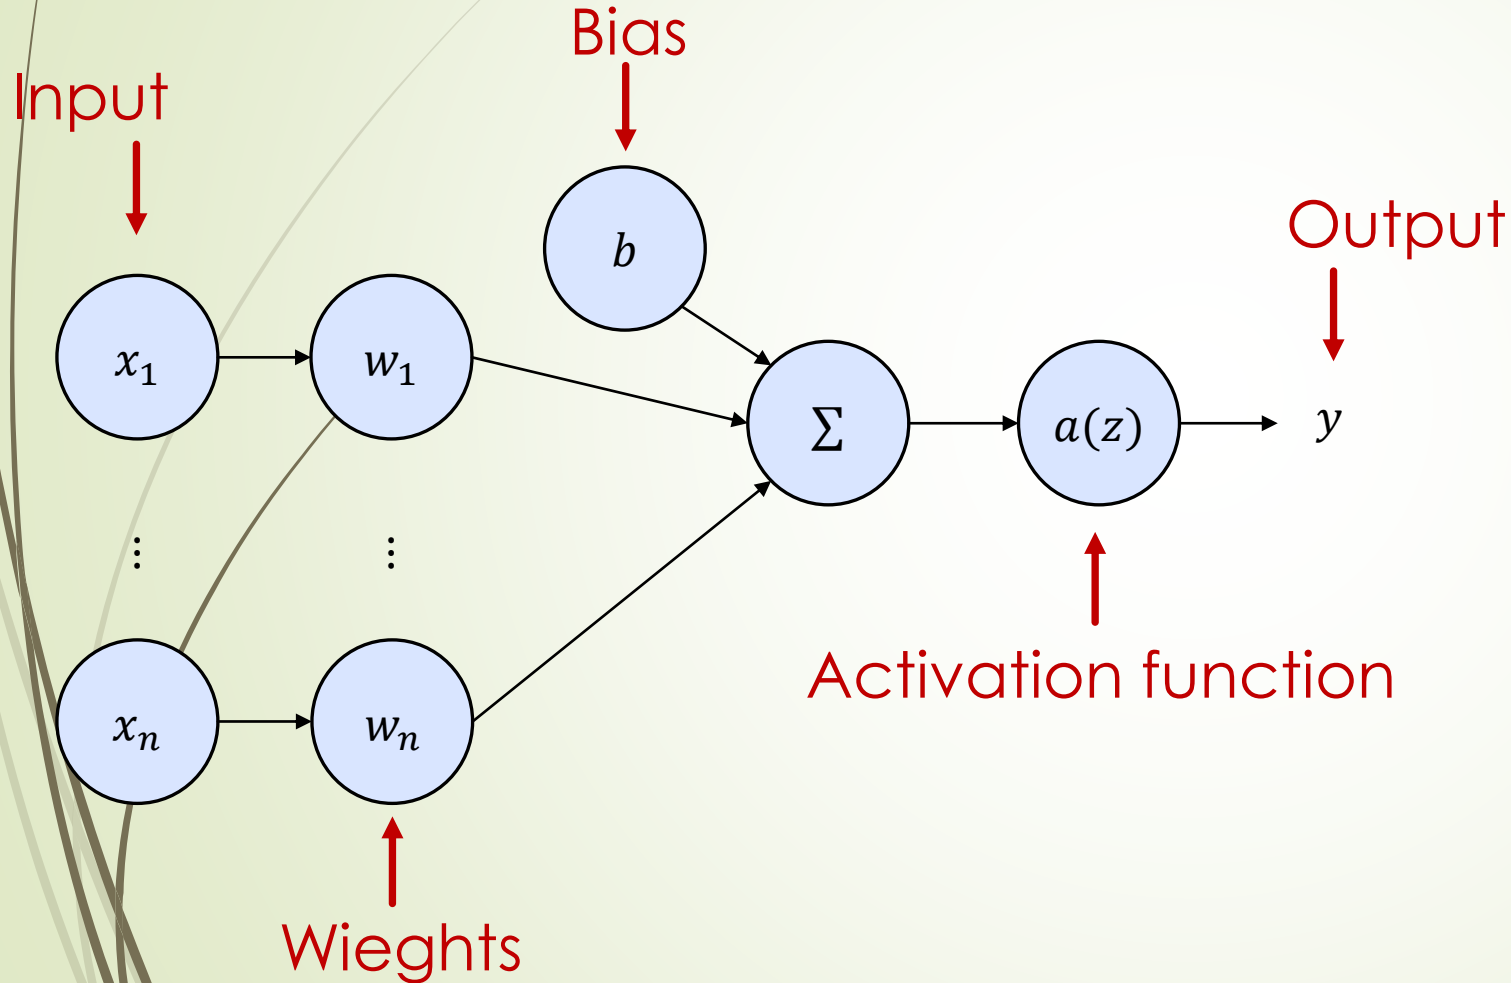 Bias
Input
Output
b
x₁
w₁
∑
a(z)
y
⋮
⋮
Activation function
xₙ
wₙ
Wieghts